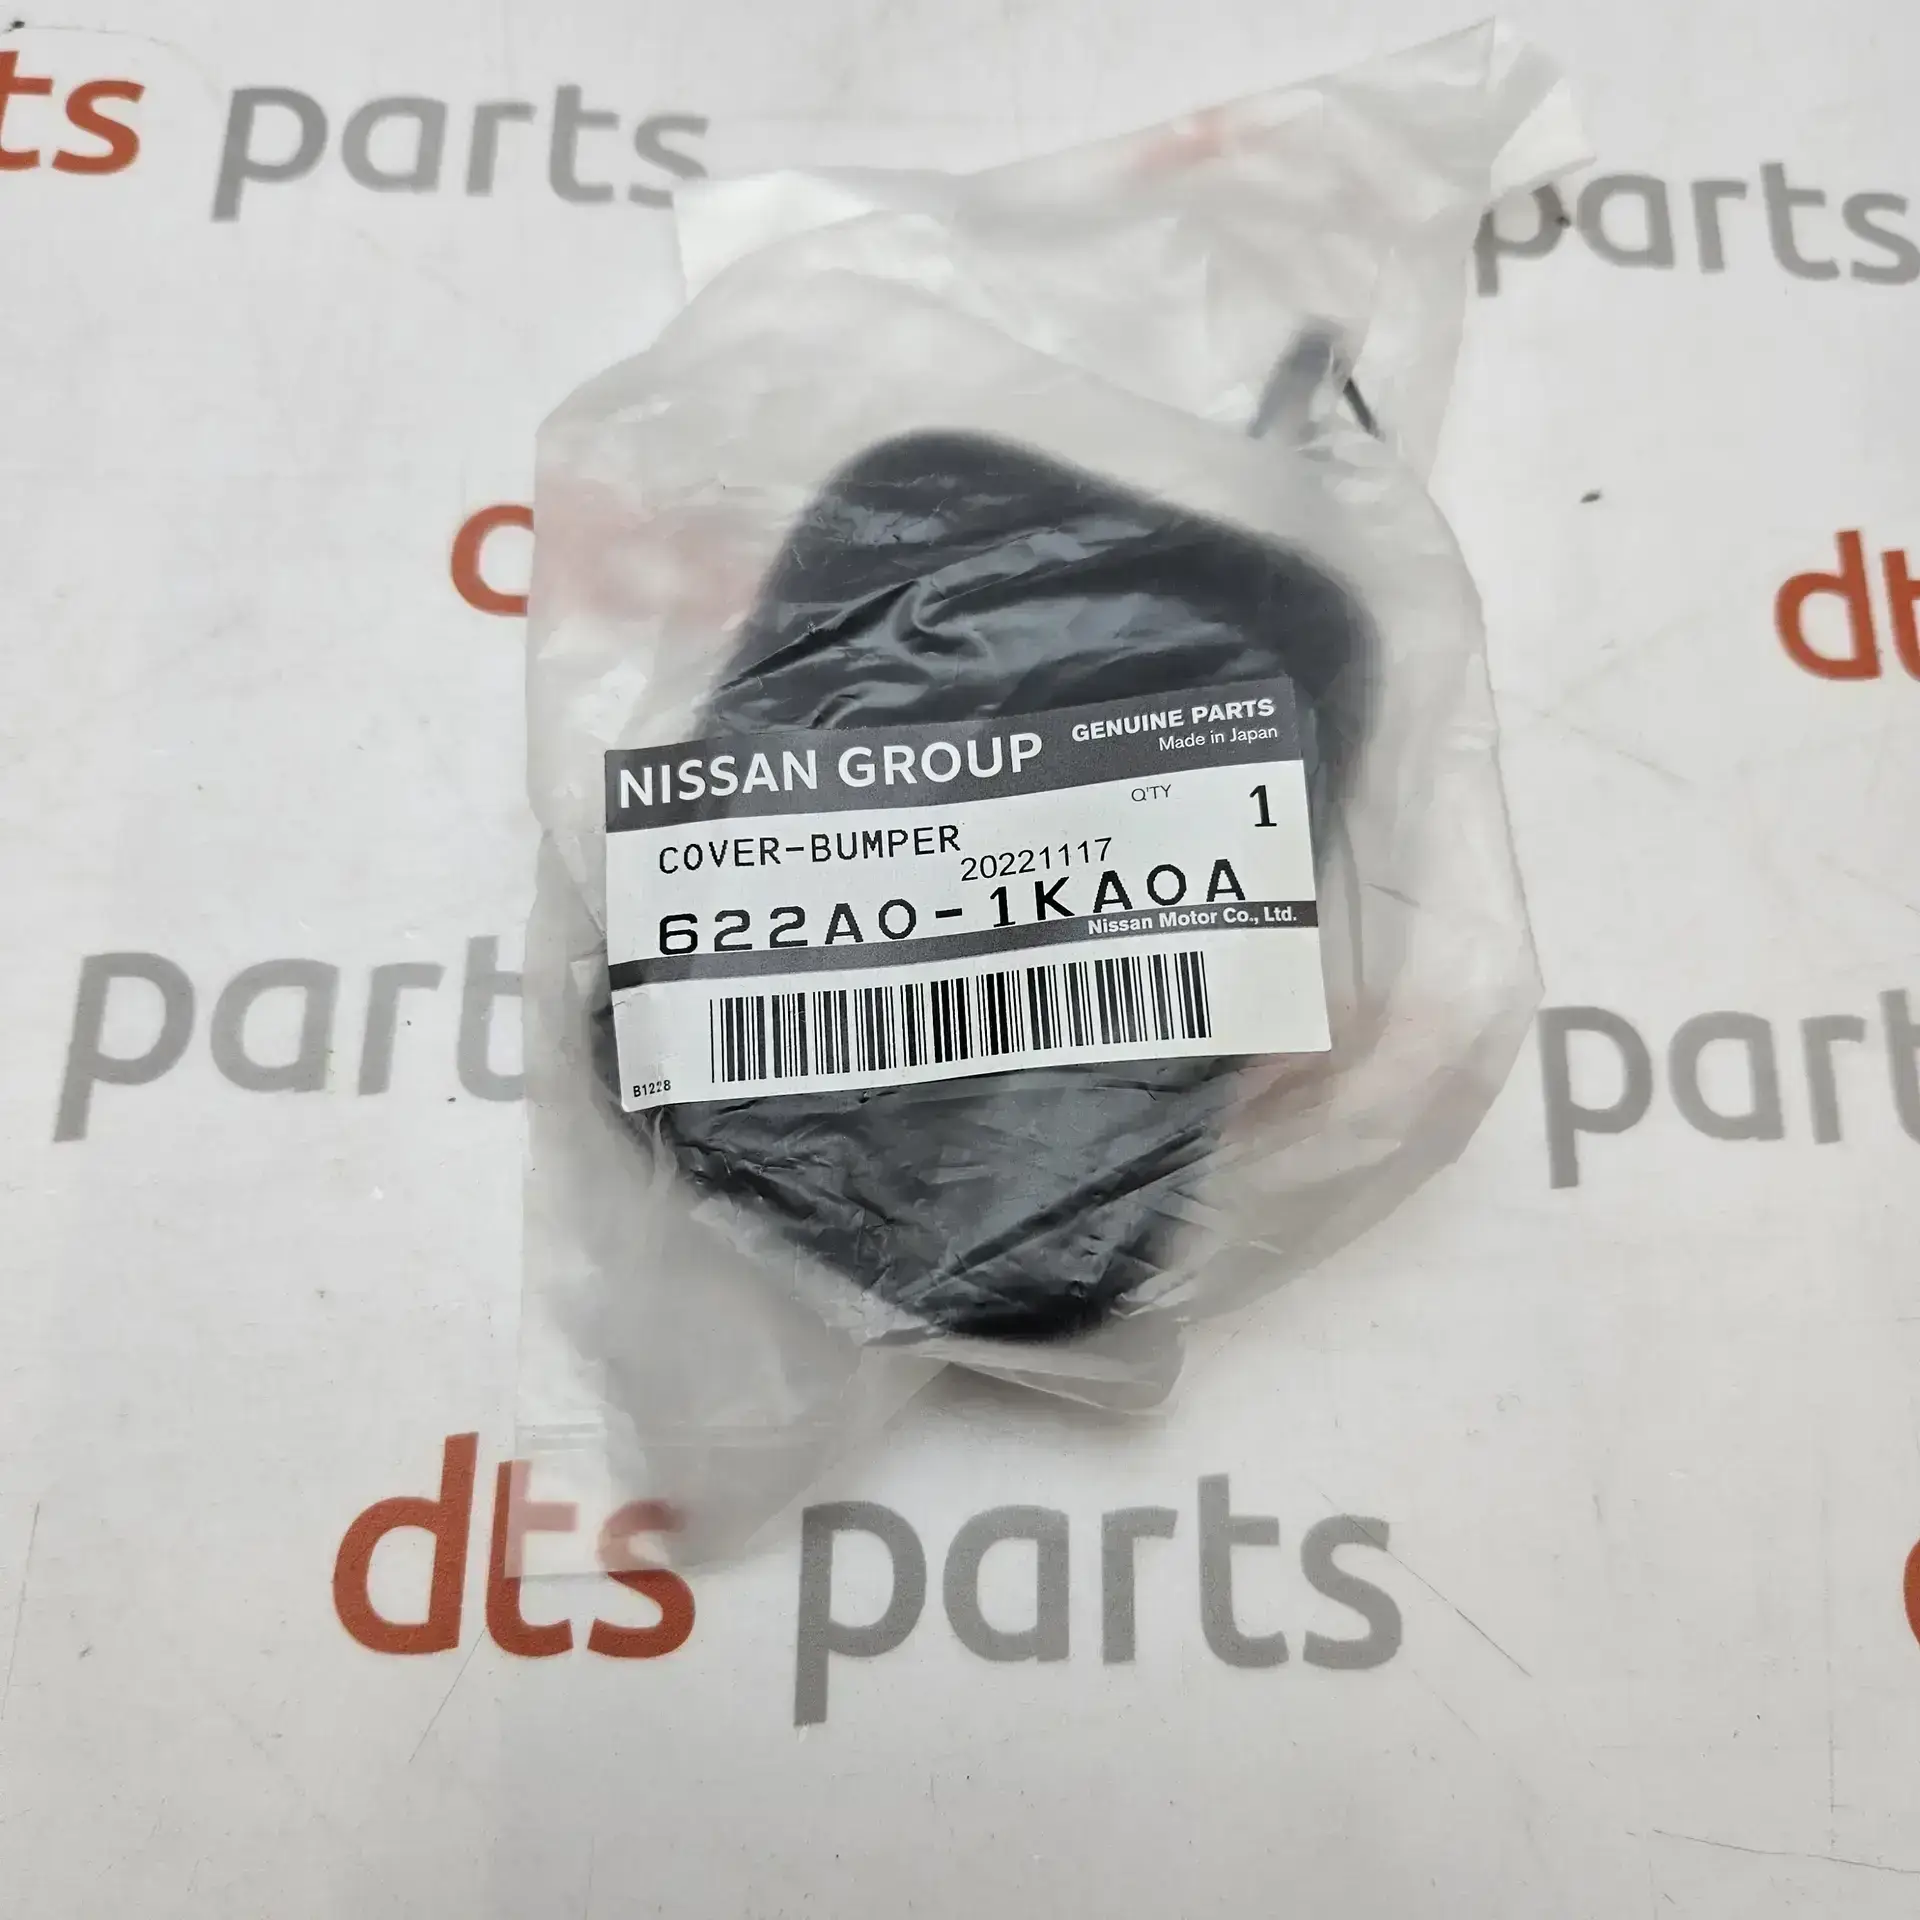 ts parts
parts
dt
NISSAN GROUP
GENUINE PARTS
Made in Japan
Q'TY 1
COVER-BUMPER
20221117
622A0-1KA0A
Nissan Motor Co., Ltd.
B1228
part
part
dts parts